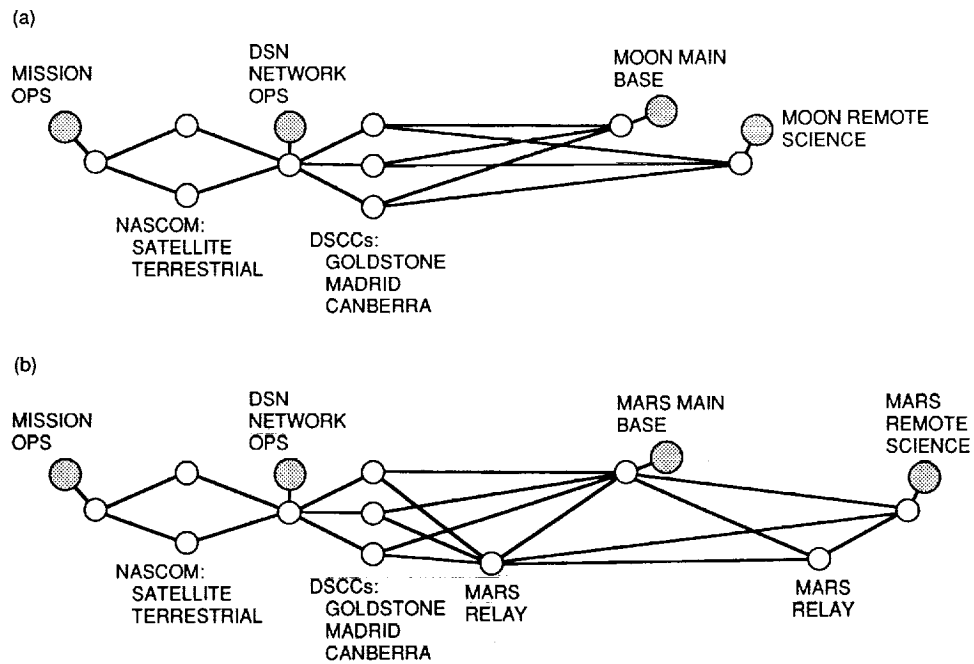 (a)
MISSION
OPS
DSN
NETWORK
OPS
MOON MAIN
BASE
MOON REMOTE
SCIENCE
NASCOM:
SATELLITE
TERRESTRIAL
DSCCs:
GOLDSTONE
MADRID
CANBERRA
(b)
MISSION
OPS
DSN
NETWORK
OPS
MARS MAIN
BASE
MARS
REMOTE
SCIENCE
NASCOM:
SATELLITE
TERRESTRIAL
DSCCs:
GOLDSTONE
MADRID
CANBERRA
MARS
RELAY
MARS
RELAY